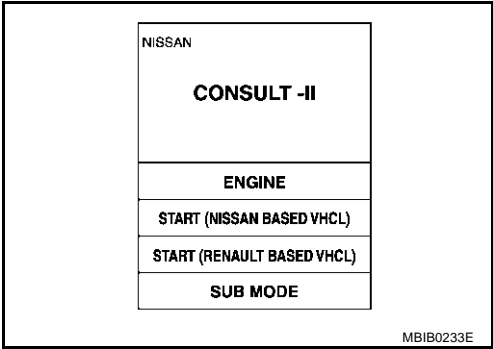 NISSAN
CONSULT -II
ENGINE
START (NISSAN BASED VHCL)
START (RENAULT BASED VHCL)
SUB MODE
MBIB0233E